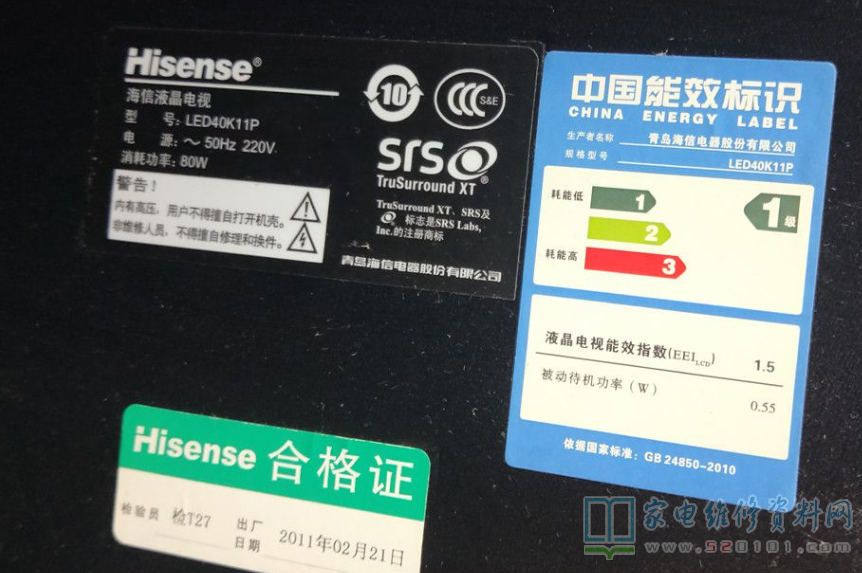 Hisense®
海信液晶电视
型 号: LED40K11P
电 源: ～ 50Hz 220V
消耗功率: 80W
警告！
内有高压，用户不得擅自打开机壳。
非维修人员，不得擅自修理和换件。
10
CCC S&E
SRS®
TruSurround XT™
TruSurround XT、SRS及
标志是SRS Labs,
Inc.的注册商标
青岛海信电器股份有限公司
中国能效标识
CHINA ENERGY LABEL
生产者名称 青岛海信电器股份有限公司
规格型号 LED40K11P
耗能低 1
2
耗能高 3
1级
液晶电视能效指数(EEI_LCD) 1.5
被动待机功率（W） 0.55
依据国家标准: GB 24850-2010
Hisense 合格证
检验员 检T27 出厂日期 2011年02月21日
家电维修资料网
www.520101.com